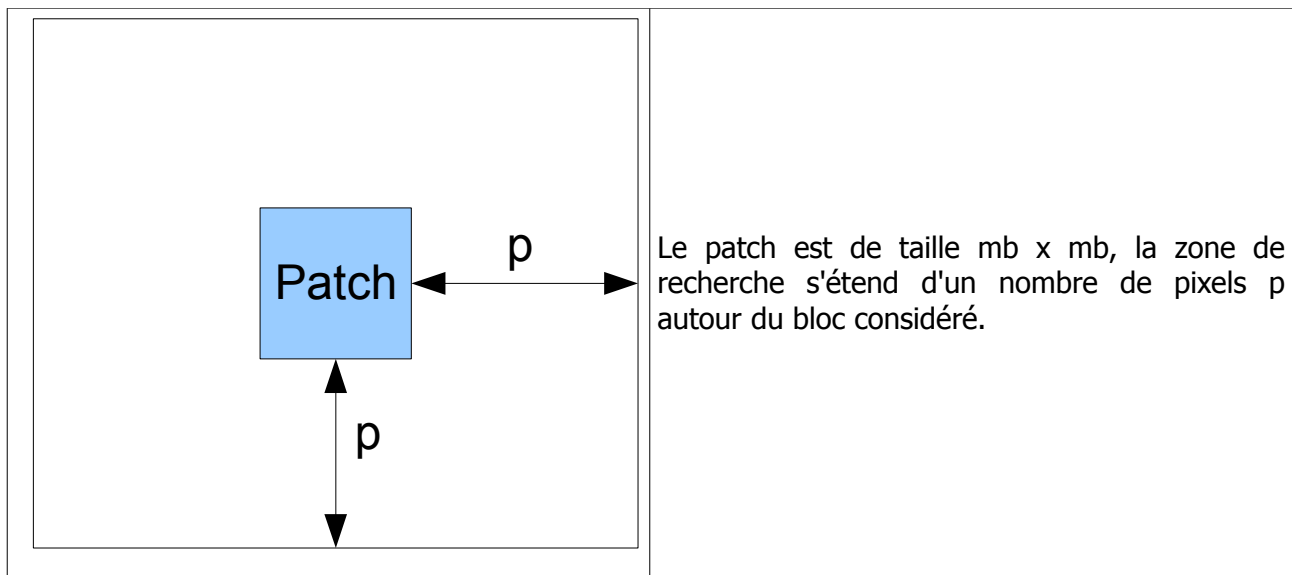 Patch
p
p
Le patch est de taille mb x mb, la zone de
recherche s'étend d'un nombre de pixels p
autour du bloc considéré.